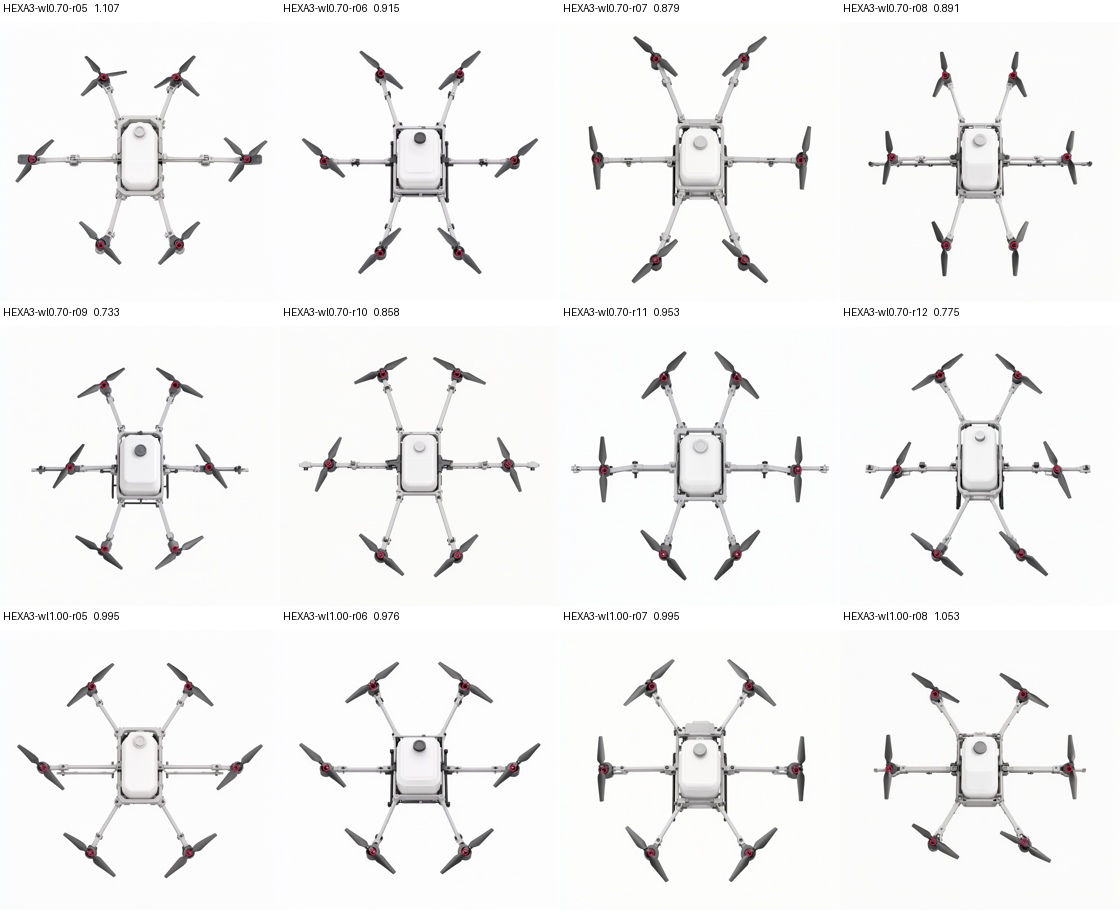 HEXA3-wl0.70-r05 1.107
HEXA3-wl0.70-r06 0.915
HEXA3-wl0.70-r07 0.879
HEXA3-wl0.70-r08 0.891
HEXA3-wl0.70-r09 0.733
HEXA3-wl0.70-r10 0.858
HEXA3-wl0.70-r11 0.953
HEXA3-wl0.70-r12 0.775
HEXA3-wl1.00-r05 0.995
HEXA3-wl1.00-r06 0.976
HEXA3-wl1.00-r07 0.995
HEXA3-wl1.00-r08 1.053